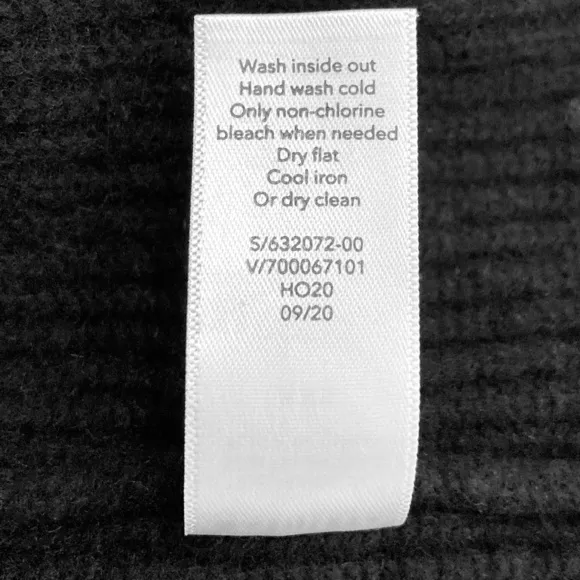 Wash inside out
Hand wash cold
Only non-chlorine
bleach when needed
Dry flat
Cool iron
Or dry clean
S/632072-00
V/700067101
HO20
09/20